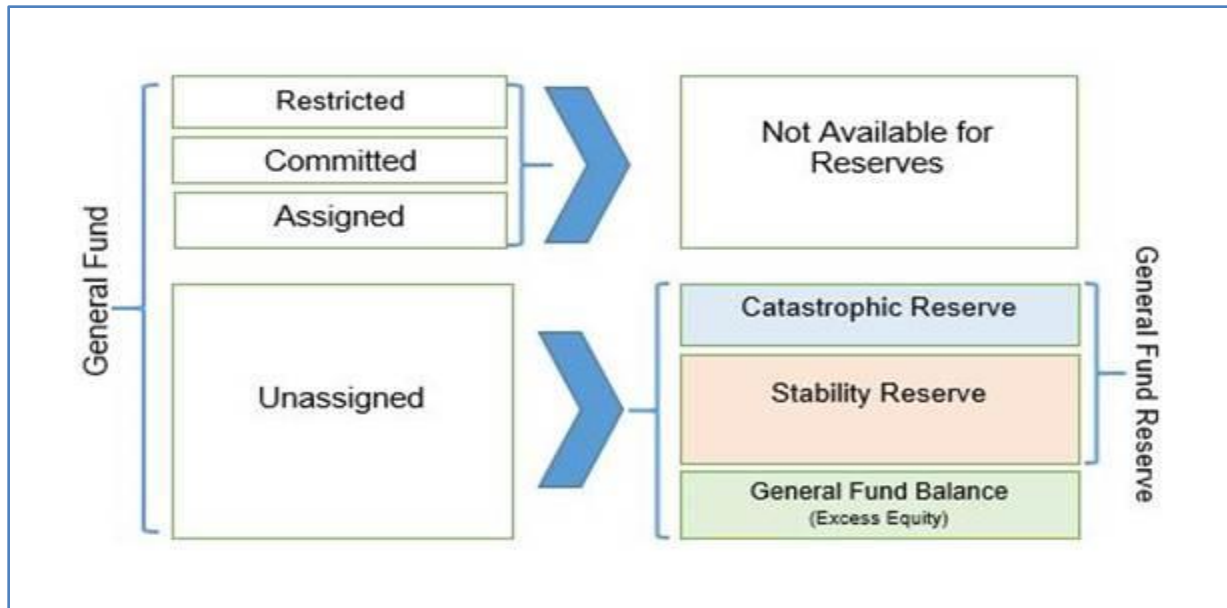 General Fund
Restricted
Committed
Assigned
Unassigned
Not Available for
Reserves
Catastrophic Reserve
Stability Reserve
General Fund Balance
(Excess Equity)
General Fund Reserve